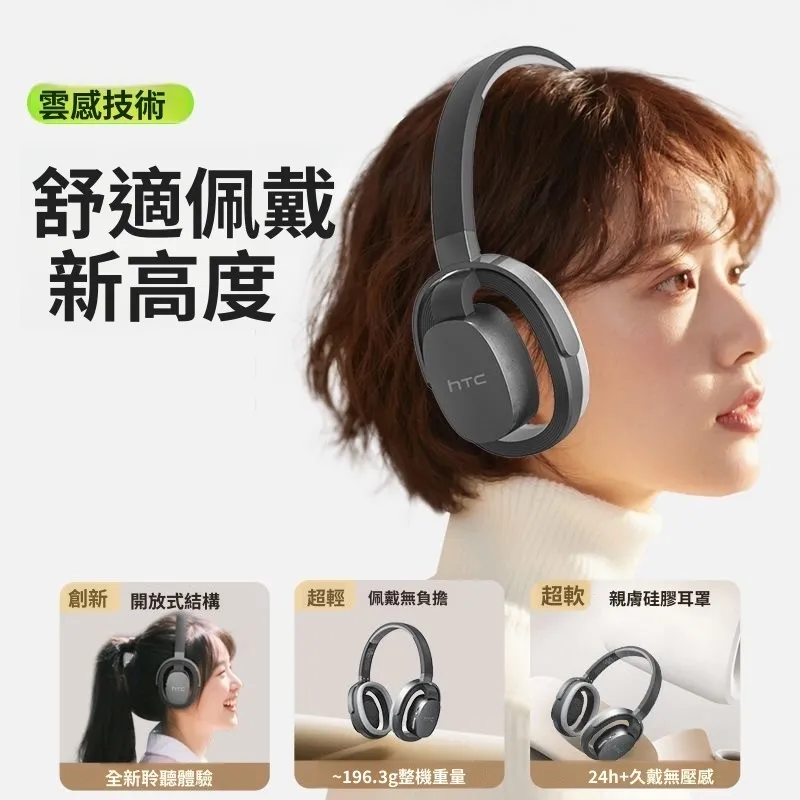 雲感技術
舒適佩戴
新高度
htc
創新 開放式結構
htc
全新聆聽體驗
超輕 佩戴無負擔
htc
~196.3g整機重量
超軟 親膚硅膠耳罩
24h+久戴無壓感